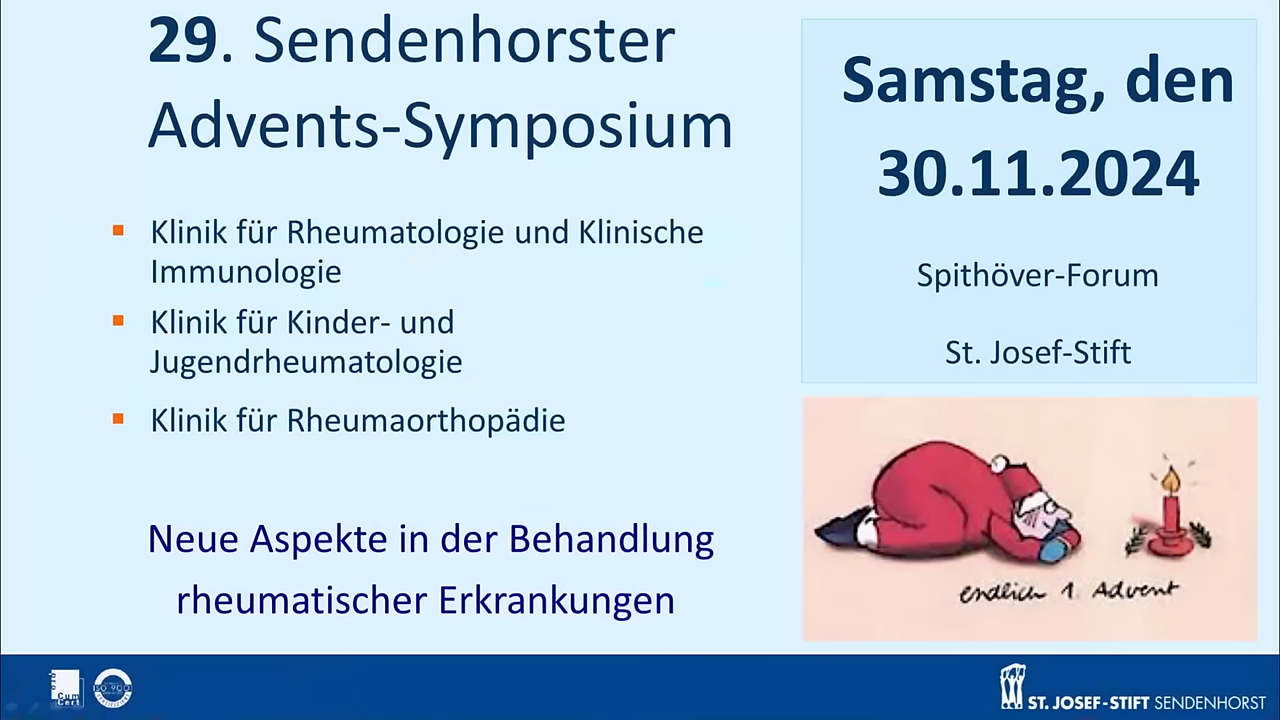 29. Sendenhorster
Advents-Symposium
Klinik für Rheumatologie und Klinische
Immunologie
Klinik für Kinder- und
Jugendrheumatologie
Klinik für Rheumaorthopädie
Neue Aspekte in der Behandlung
rheumatischer Erkrankungen
Samstag, den
30.11.2024
Spithöver-Forum
St. Josef-Stift
endlich 1. Advent
Cum
Cert
ST. JOSEF-STIFT SENDENHORST